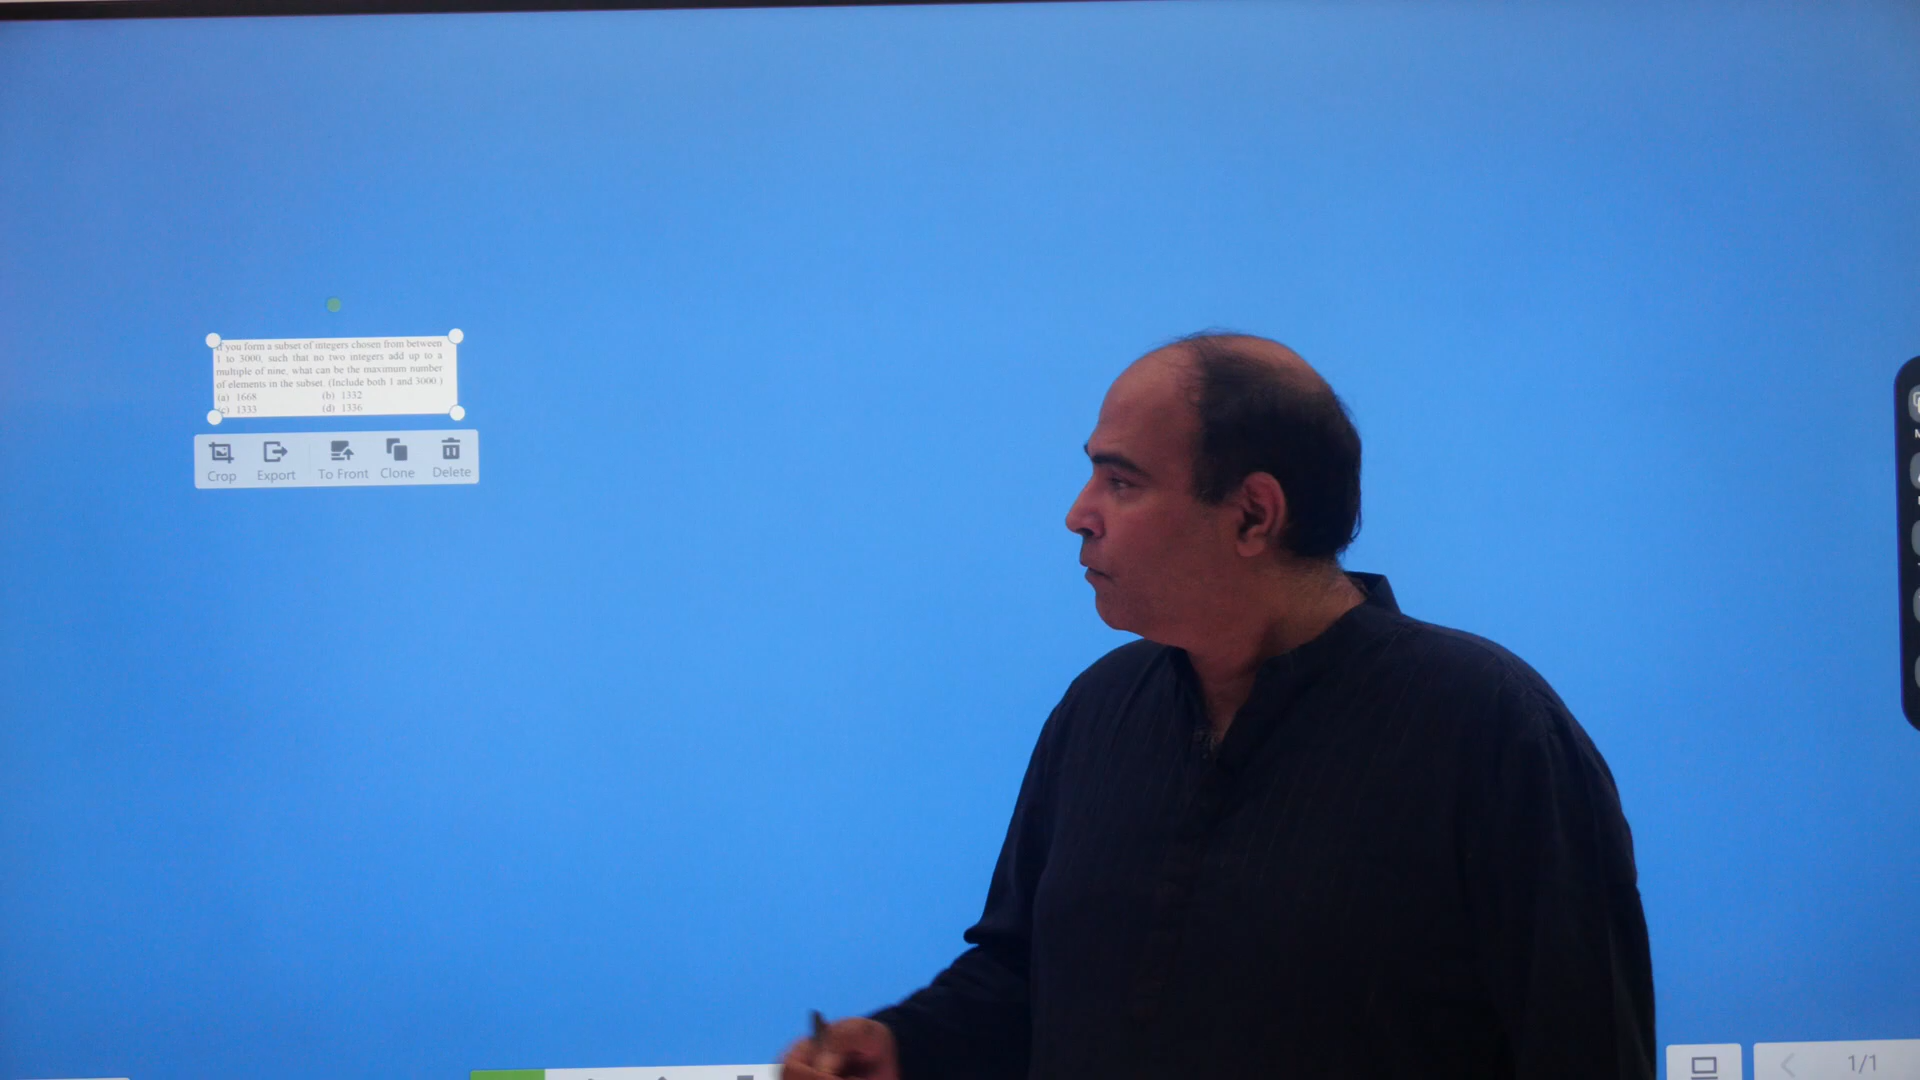 If you form a subset of integers chosen from between
1 to 3000, such that no two integers add up to a
multiple of nine, what can be the maximum number
of elements in the subset. (Include both 1 and 3000 )
(a) 1668 (b) 1332
(c) 1333 (d) 1336
Crop Export To Front Clone Delete
1/1